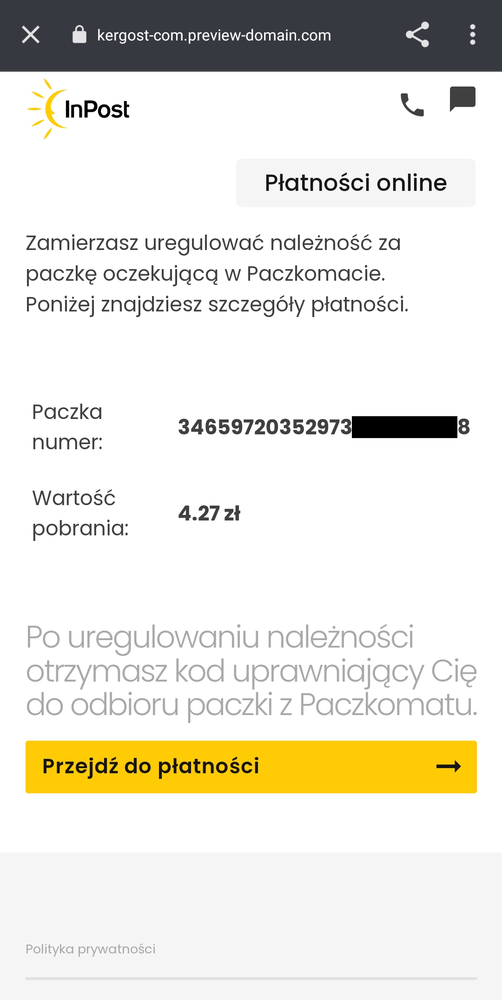 kergost-com.preview-domain.com
InPost
Płatności online
Zamierzasz uregulować należność za
paczkę oczekującą w Paczkomacie.
Poniżej znajdziesz szczegóły płatności.
Paczka
numer:
34659720352973 8
Wartość
pobrania:
4.27 zł
Po uregulowaniu należności
otrzymasz kod uprawniający Cię
do odbioru paczki z Paczkomatu.
Przejdź do płatności
Polityka prywatności